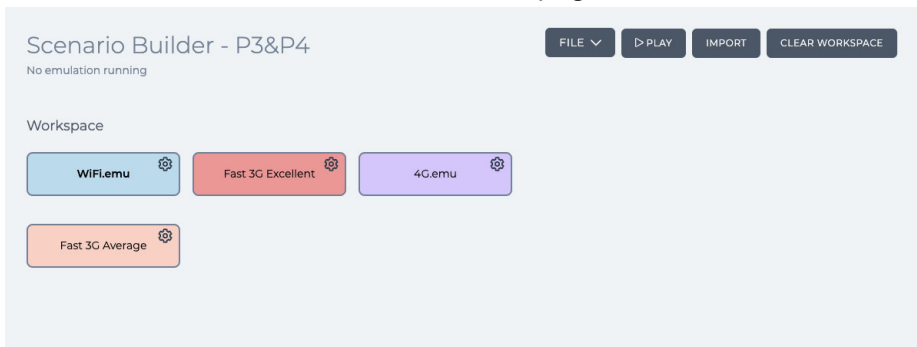 Scenario Builder - P3&P4
FILE
PLAY
IMPORT
CLEAR WORKSPACE
No emulation running
Workspace
WiFi.emu
Fast 3G Excellent
4G.emu
Fast 3G Average